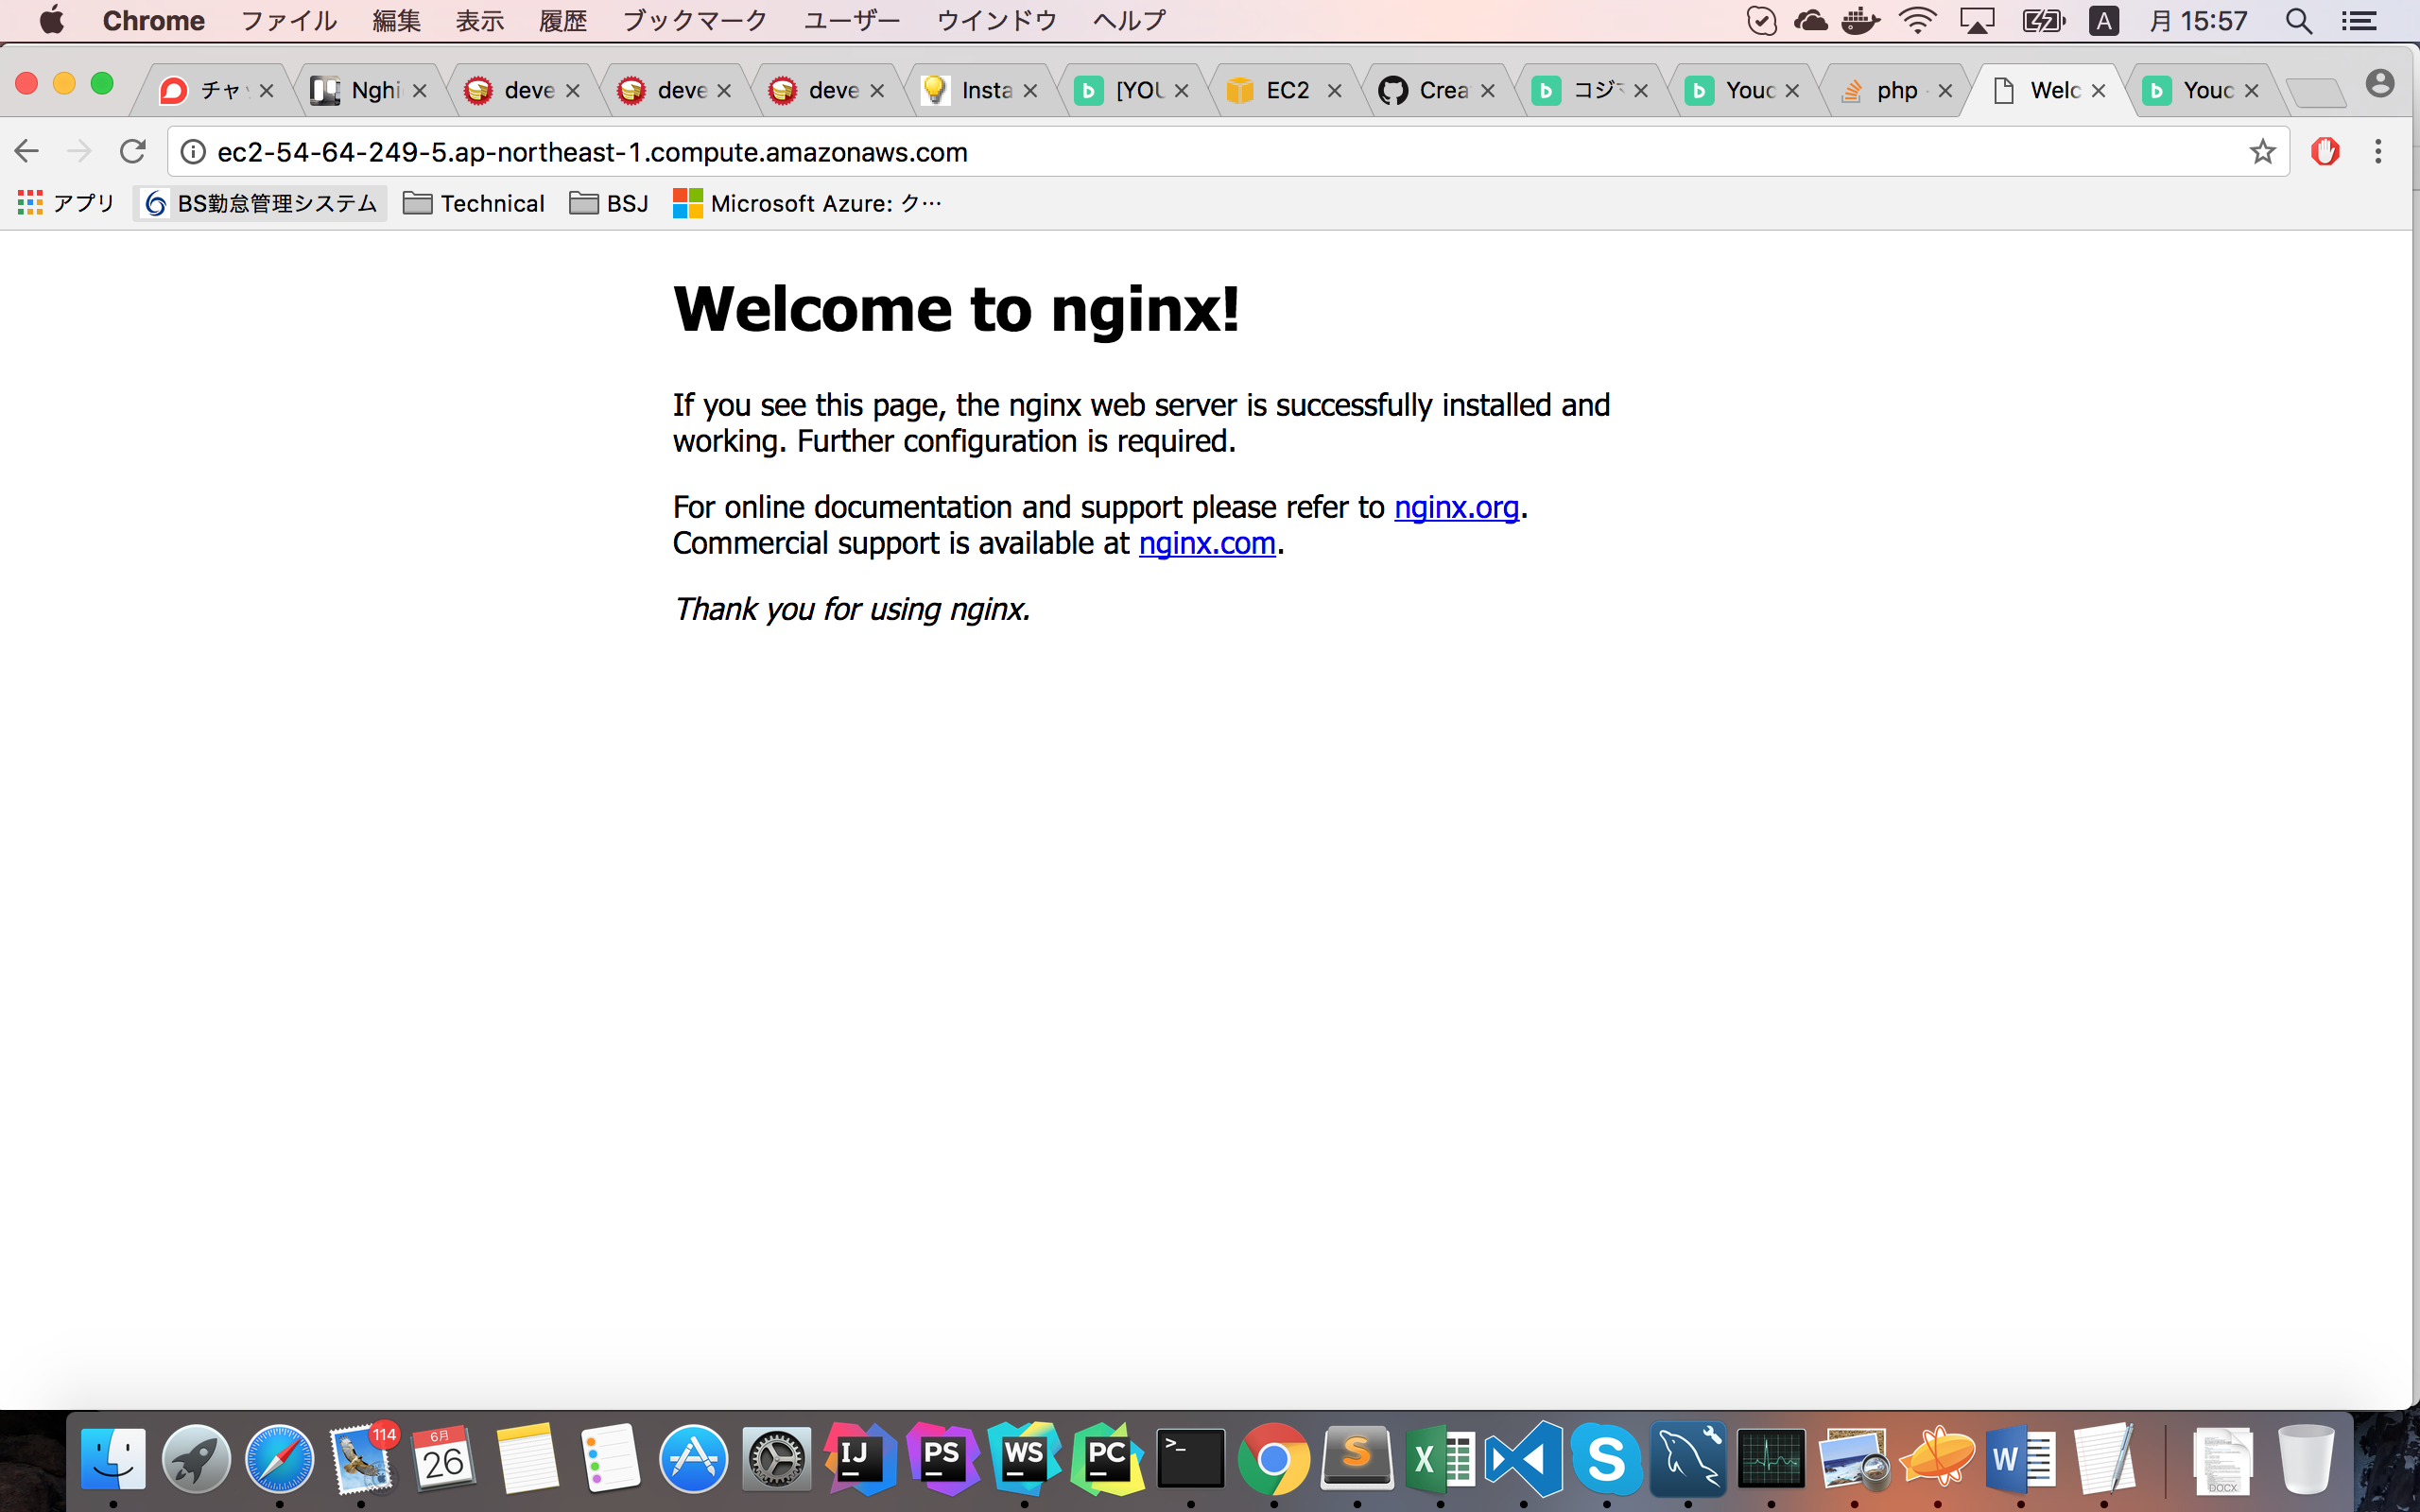 Chrome ファイル 編集 表示 履歴 ブックマーク ユーザー ウインドウ ヘルプ A 月 15:57
チャッ Nghi deve deve deve Insta [YOU EC2 Crea コジマ Youc php - Welc Youc
ec2-54-64-249-5.ap-northeast-1.compute.amazonaws.com
アプリ BS勤怠管理システム Technical BSJ Microsoft Azure: ク…
Welcome to nginx!
If you see this page, the nginx web server is successfully installed and
working. Further configuration is required.
For online documentation and support please refer to nginx.org.
Commercial support is available at nginx.com.
Thank you for using nginx.
114 6月 26 IJ PS WS PC >_ S X S W DOCX